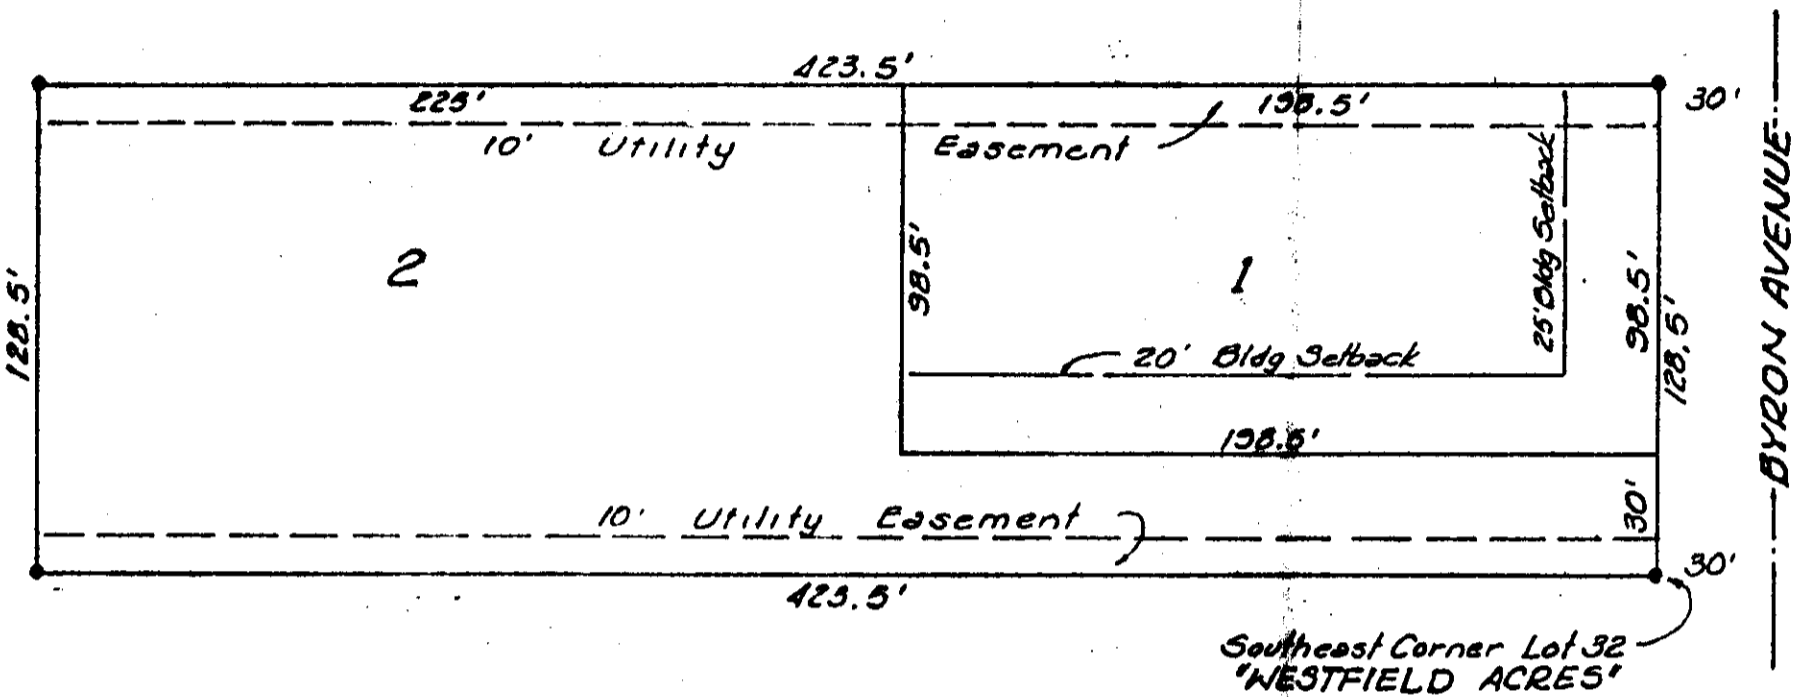 423.5'
225'
198.5'
30'
10' Utility Easement
25' Bldg Setback
BYRON AVENUE
2
1
98.5'
98.5'
128.5'
128.5'
20' Bldg Setback
198.5'
30'
10' Utility Easement
30'
423.5'
Southeast Corner Lot 32
"WESTFIELD ACRES"